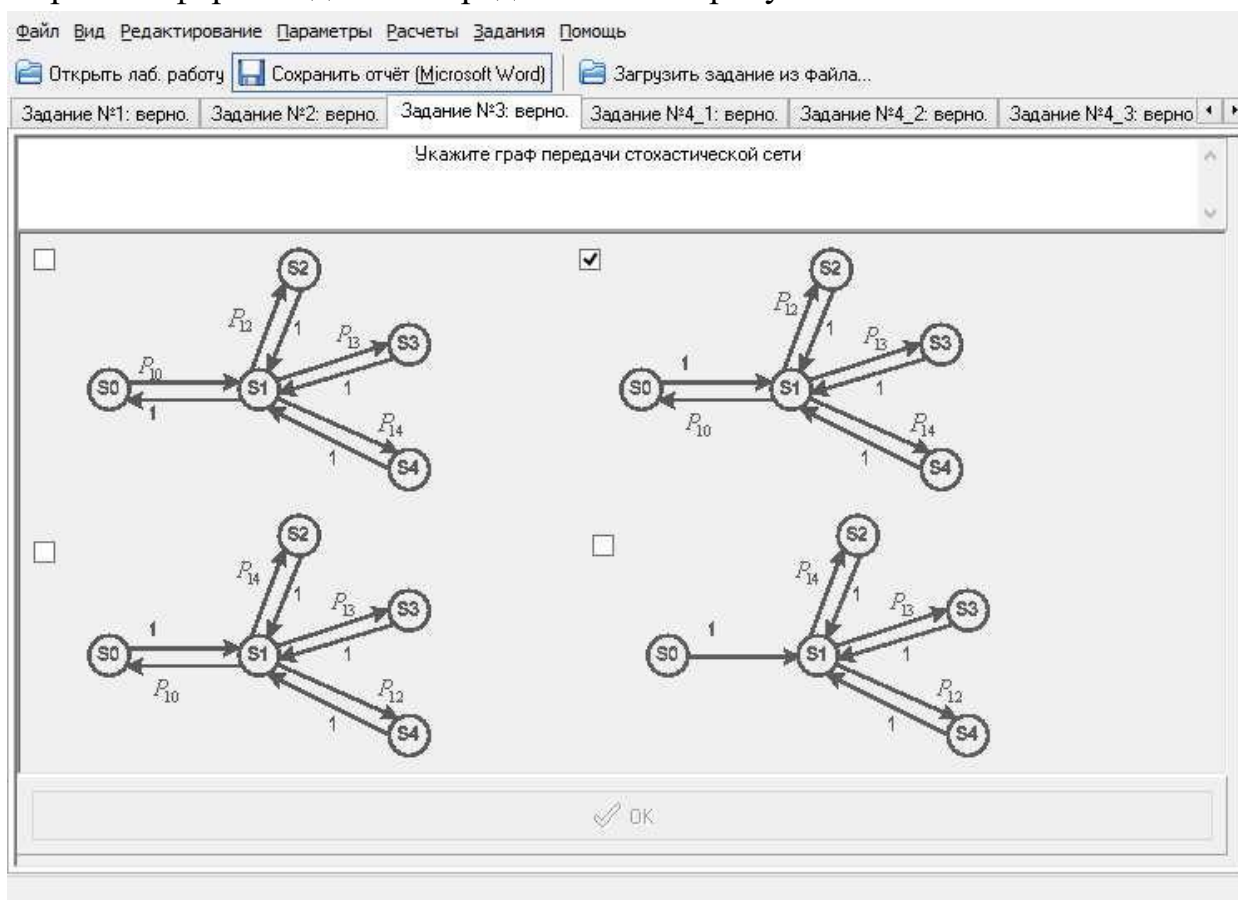 Файл Вид Редактирование Параметры Расчеты Задания Помощь
Открыть лаб. работу Сохранить отчёт (Microsoft Word) Загрузить задание из файла...
Задание №1: верно. Задание №2: верно. Задание №3: верно. Задание №4_1: верно. Задание №4_2: верно. Задание №4_3: верно
Укажите граф передачи стохастической сети
S2
P12
1
P13
S3
P10
S0
S1
1
1
P14
1
S4
S2
P12
1
P13
S3
1
S0
S1
1
P10
P14
1
S4
S2
P14
1
P13
S3
1
S0
S1
1
P10
P12
1
S4
S2
P14
1
P13
S3
1
S0
S1
1
P12
1
S4
OK